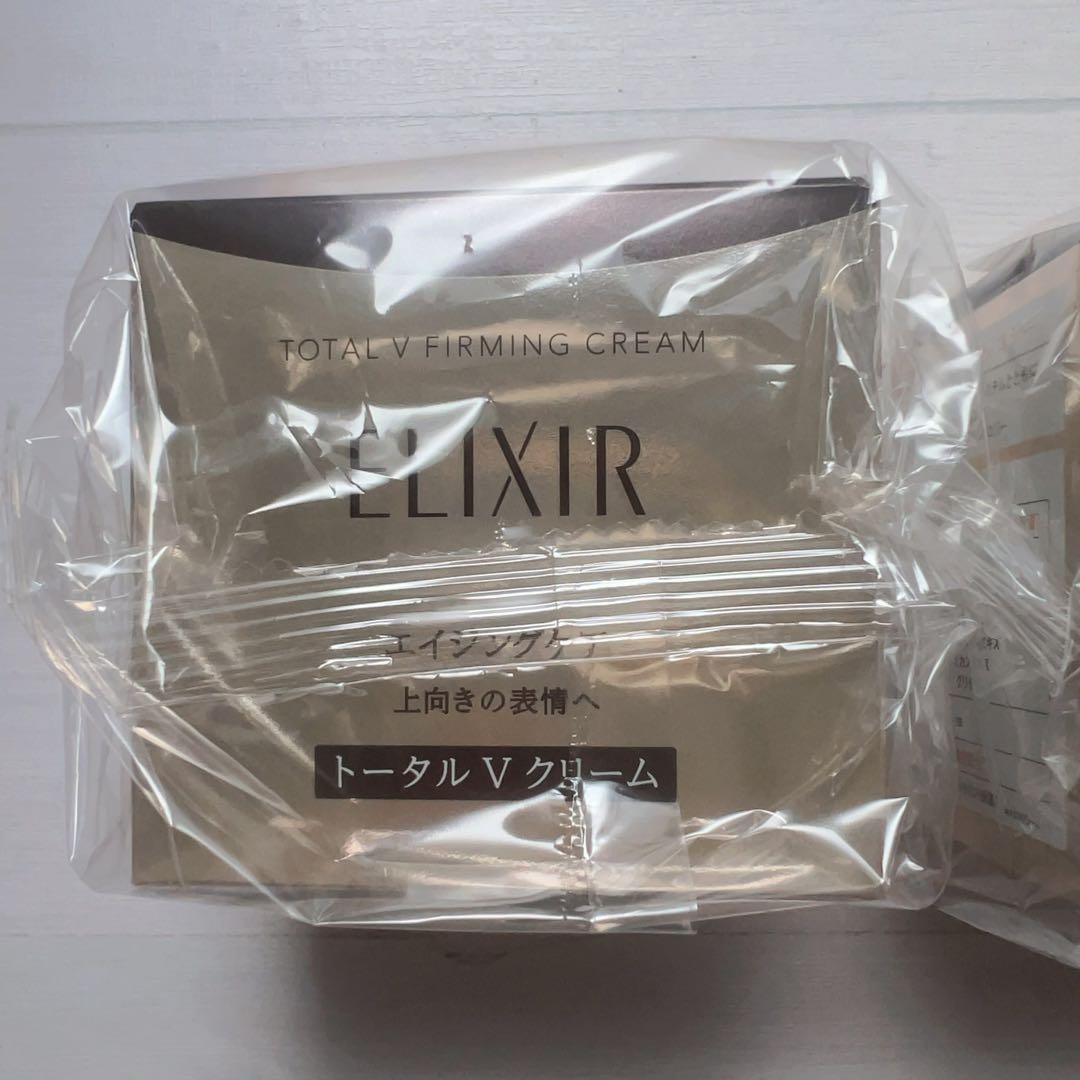 TOTAL V FIRMING CREAM
ELIXIR
エイジングケア
上向きの表情へ
トータル V クリーム